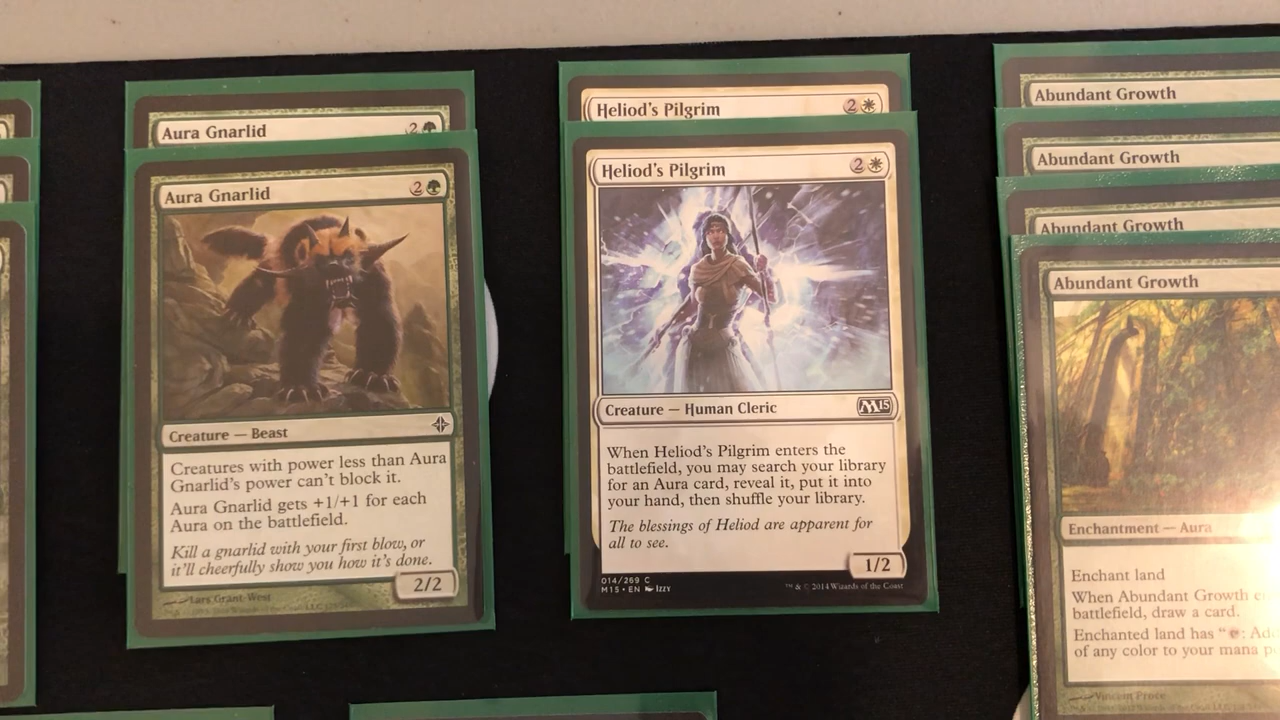 Aura Gnarlid
2
Aura Gnarlid
2
Creature — Beast
Creatures with power less than Aura
Gnarlid's power can't block it.
Aura Gnarlid gets +1/+1 for each
Aura on the battlefield.
Kill a gnarlid with your first blow, or
it'll cheerfully show you how it's done.
2/2
Lars Grant-West
Heliod's Pilgrim
2
Heliod's Pilgrim
2
Creature — Human Cleric
M15
When Heliod's Pilgrim enters the
battlefield, you may search your library
for an Aura card, reveal it, put it into
your hand, then shuffle your library.
The blessings of Heliod are apparent for
all to see.
1/2
014/269 C
M15 • EN Izzy
™ & © 2014 Wizards of the Coast
Abundant Growth
Abundant Growth
Abundant Growth
Abundant Growth
Enchantment — Aura
Enchant land
When Abundant Growth
battlefield, draw a card.
Enchanted land has "
of any color to your mana
Vincent Proce